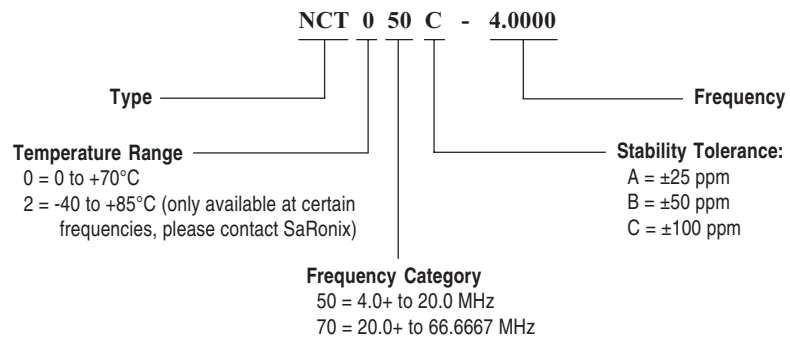 NCT 0 50 C - 4.0000
Type
Frequency
Temperature Range
0 = 0 to +70°C
2 = -40 to +85°C (only available at certain
frequencies, please contact SaRonix)
Stability Tolerance:
A = ±25 ppm
B = ±50 ppm
C = ±100 ppm
Frequency Category
50 = 4.0+ to 20.0 MHz
70 = 20.0+ to 66.6667 MHz